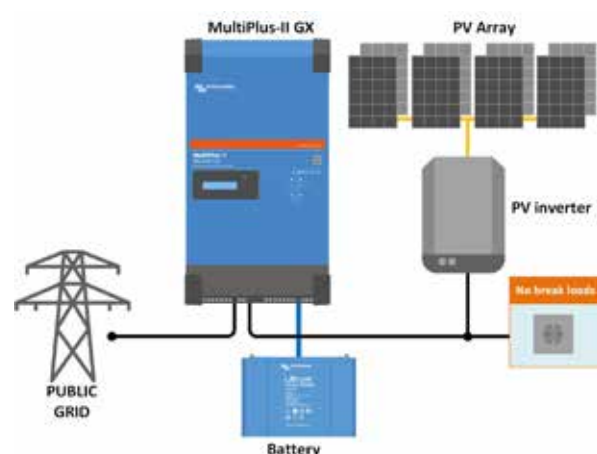 MultiPlus-II GX
PV Array
PV inverter
No break loads
PUBLIC
GRID
Battery